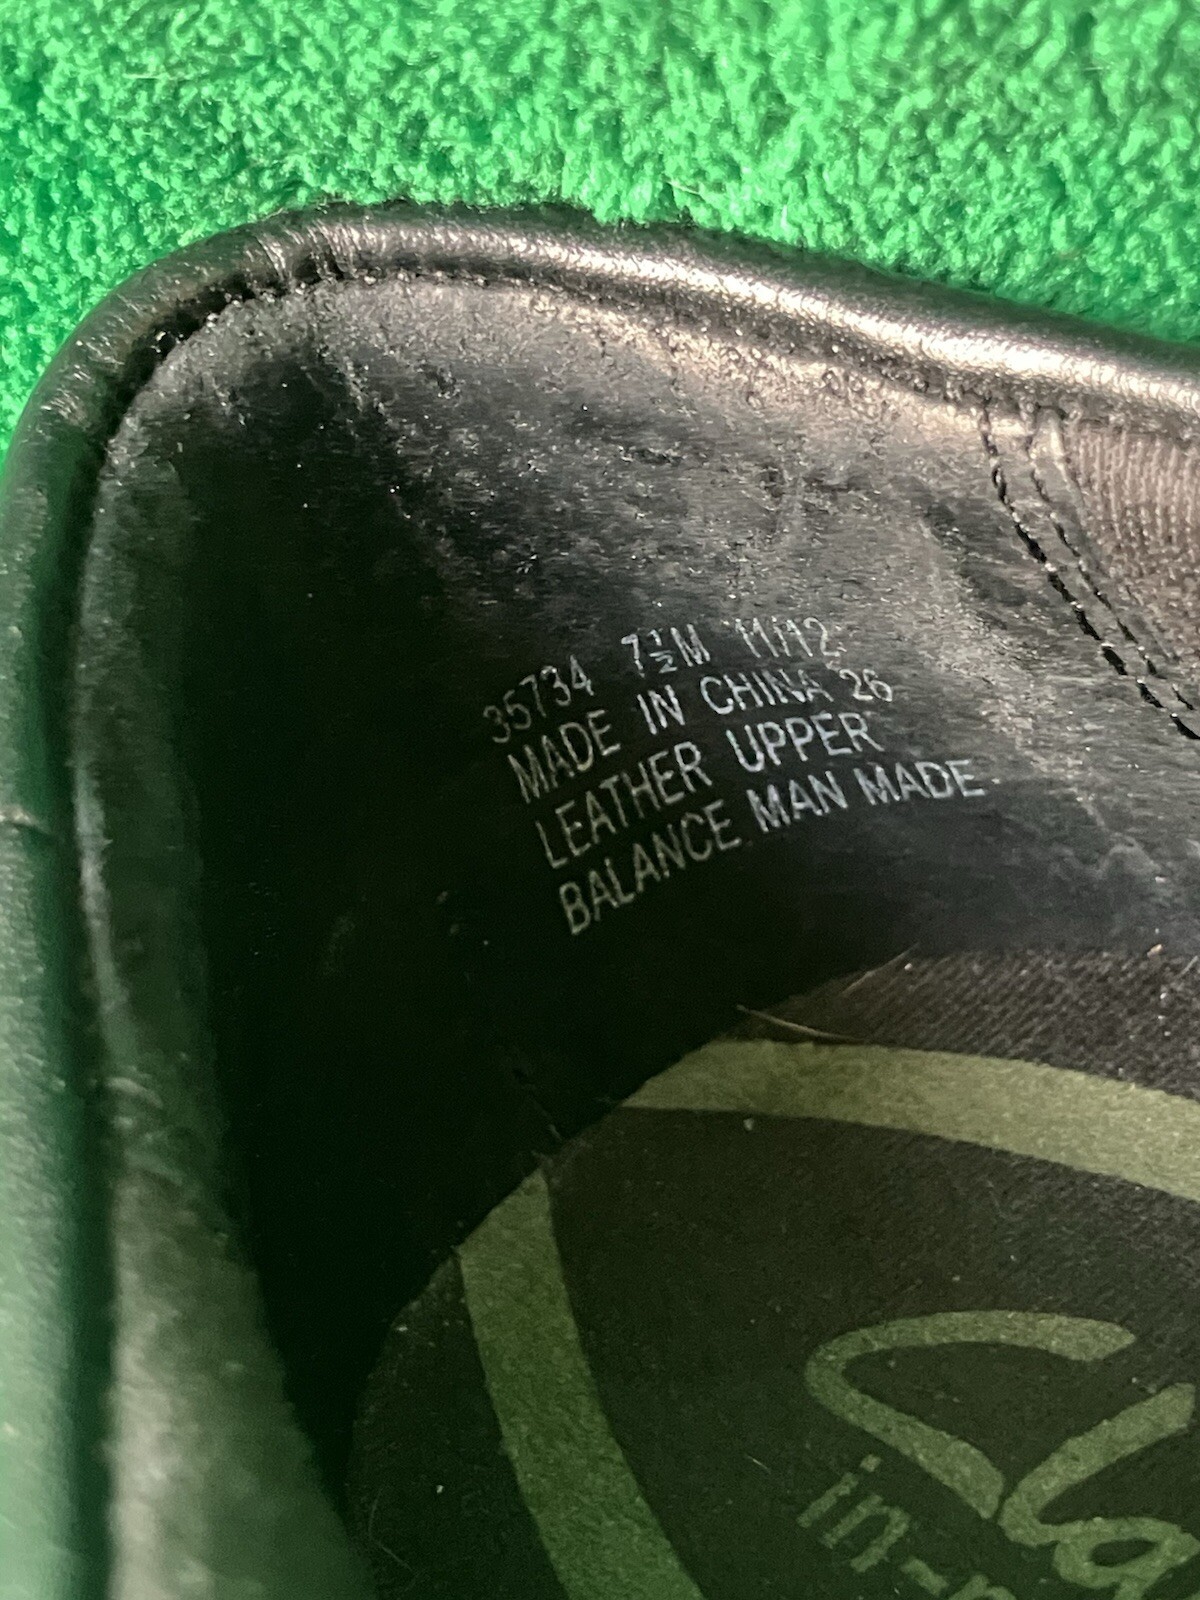 35734 7½M 11/12
MADE IN CHINA 26
LEATHER UPPER
BALANCE MAN MADE